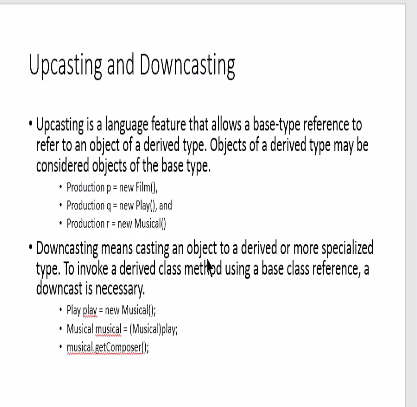 Upcasting and Downcasting
• Upcasting is a language feature that allows a base-type reference to
refer to an object of a derived type. Objects of a derived type may be
considered objects of the base type.
• Production p = new Film(),
• Production q = new Play(), and
• Production r = new Musical()
• Downcasting means casting an object to a derived or more specialized
type. To invoke a derived class method using a base class reference, a
downcast is necessary.
• Play play = new Musical();
• Musical musical = (Musical)play;
• musical.getComposer();